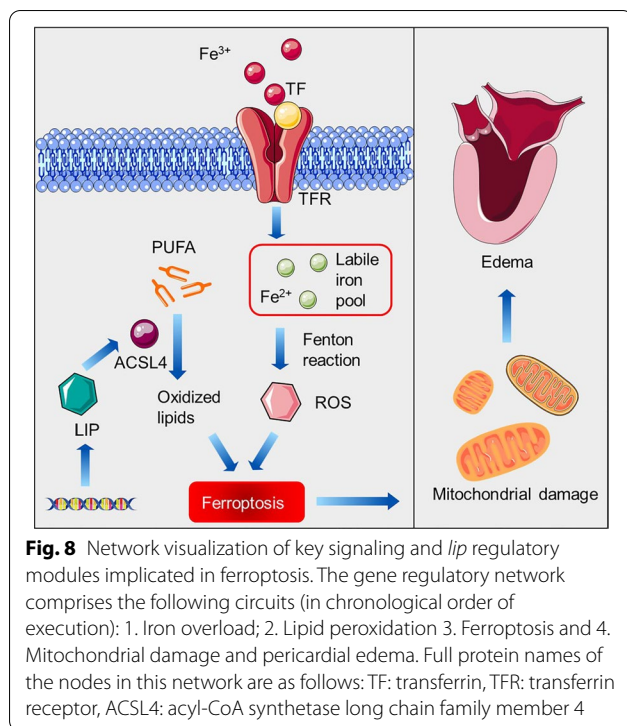 Fe³⁺
TF
TFR
PUFA
Labile
iron
pool
Fe²⁺
Fenton
reaction
ACSL4
Oxidized
lipids
ROS
LIP
Ferroptosis
Edema
Mitochondrial damage
Fig. 8 Network visualization of key signaling and lip regulatory
modules implicated in ferroptosis. The gene regulatory network
comprises the following circuits (in chronological order of
execution): 1. Iron overload; 2. Lipid peroxidation 3. Ferroptosis and 4.
Mitochondrial damage and pericardial edema. Full protein names of
the nodes in this network are as follows: TF: transferrin, TFR: transferrin
receptor, ACSL4: acyl-CoA synthetase long chain family member 4